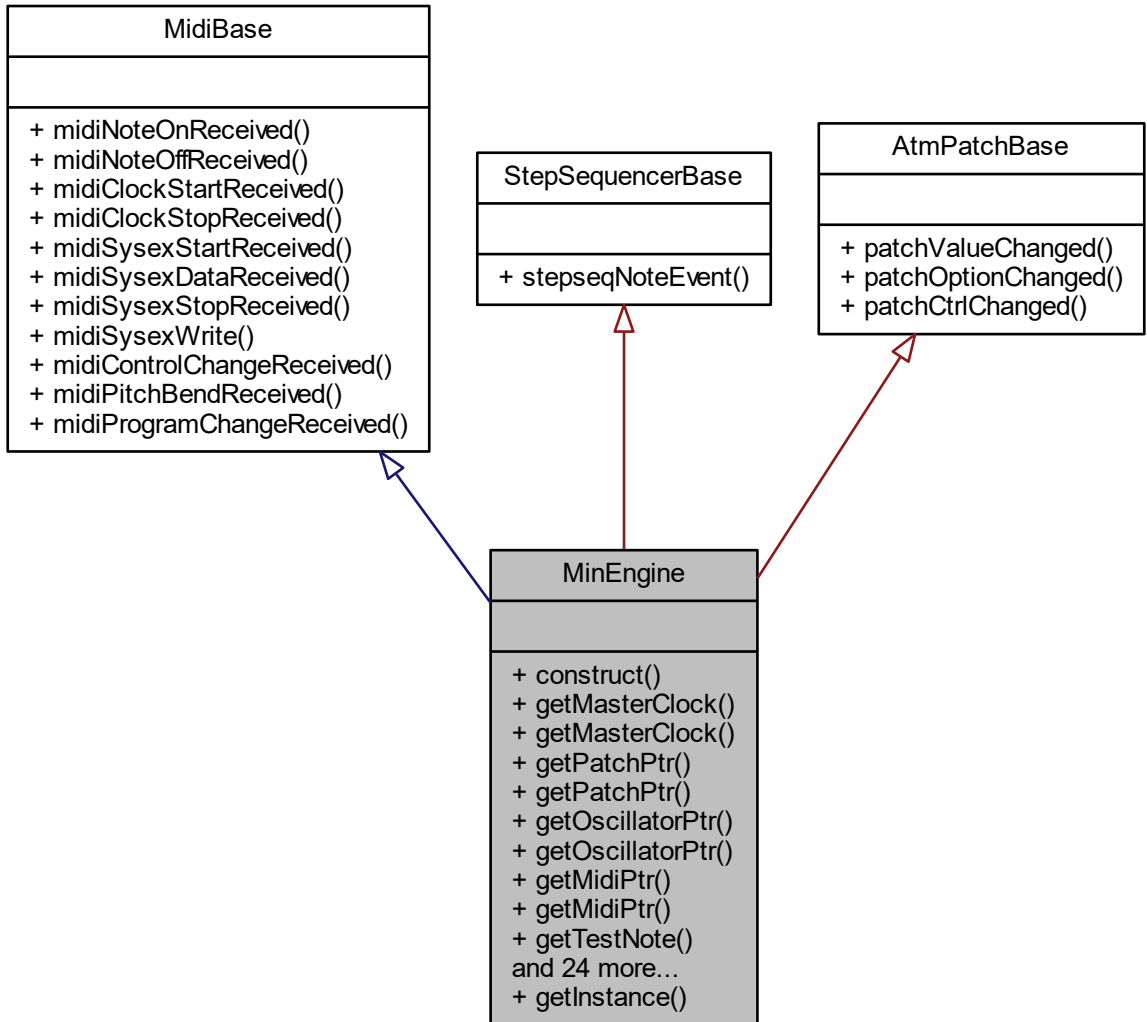 MidiBase
+ midiNoteOnReceived()
+ midiNoteOffReceived()
+ midiClockStartReceived()
+ midiClockStopReceived()
+ midiSysexStartReceived()
+ midiSysexDataReceived()
+ midiSysexStopReceived()
+ midiSysexWrite()
+ midiControlChangeReceived()
+ midiPitchBendReceived()
+ midiProgramChangeReceived()
StepSequencerBase
+ stepseqNoteEvent()
AtmPatchBase
+ patchValueChanged()
+ patchOptionChanged()
+ patchCtrlChanged()
MinEngine
+ construct()
+ getMasterClock()
+ getMasterClock()
+ getPatchPtr()
+ getPatchPtr()
+ getOscillatorPtr()
+ getOscillatorPtr()
+ getMidiPtr()
+ getMidiPtr()
+ getTestNote()
and 24 more...
+ getInstance()